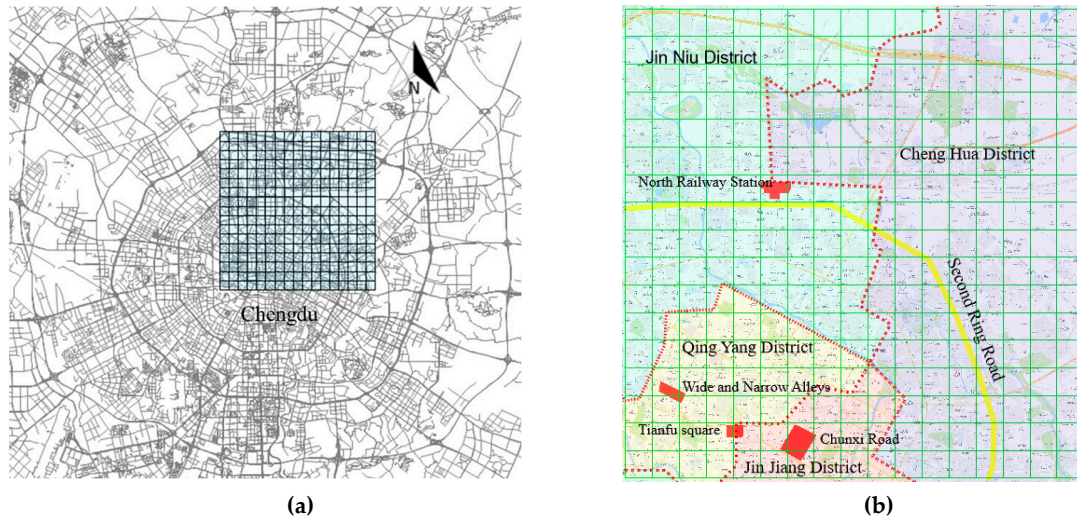 N
Chengdu
(a)
Jin Niu District
Cheng Hua District
North Railway Station
Second Ring Road
Qing Yang District
Wide and Narrow Alleys
Tianfu square
Chunxi Road
Jin Jiang District
(b)